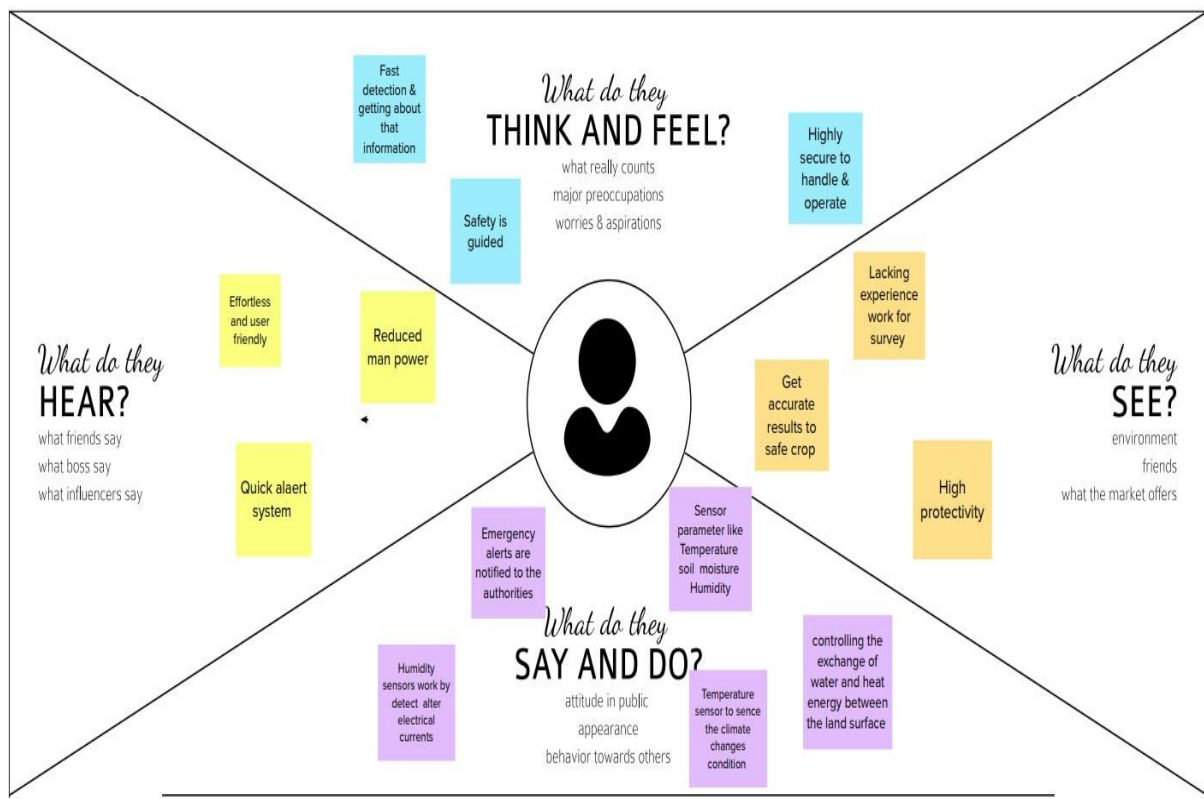 Fast
detection &
getting about
that
information
What do they
THINK AND FEEL?
what really counts
major preoccupations
worries & aspirations
Highly
secure to
handle &
operate
Safety is
guided
Effortless
and user
friendly
Reduced
man power
What do they
HEAR?
what friends say
what boss say
what influencers say
Quick alaert
system
Lacking
experience
work for
survey
Get
accurate
results to
safe crop
What do they
SEE?
environment
friends
what the market offers
High
protectivity
Emergency
alerts are
notified to the
authorities
Sensor
parameter like
Temperature
soil moisture
Humidity
What do they
SAY AND DO?
attitude in public
appearance
behavior towards others
Humidity
sensors work by
detect alter
electrical
currents
Temperature
sensor to sence
the climate
changes
condition
controlling the
exchange of
water and heat
energy between
the land surface